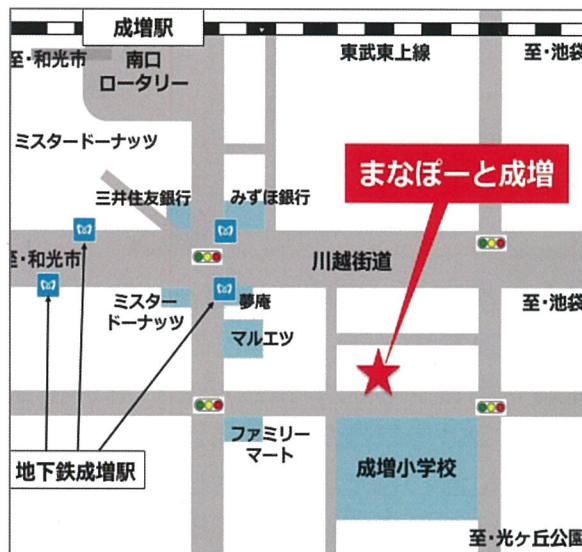 成増駅
東武東上線
至・池袋
至・和光市
南口
ロータリー
ミスタードーナッツ
まなぽーと成増
三井住友銀行
みずほ銀行
至・和光市
川越街道
ミスター
ドーナッツ
夢庵
至・池袋
マルエツ
ファミリー
マート
地下鉄成増駅
成増小学校
至・光ヶ丘公園